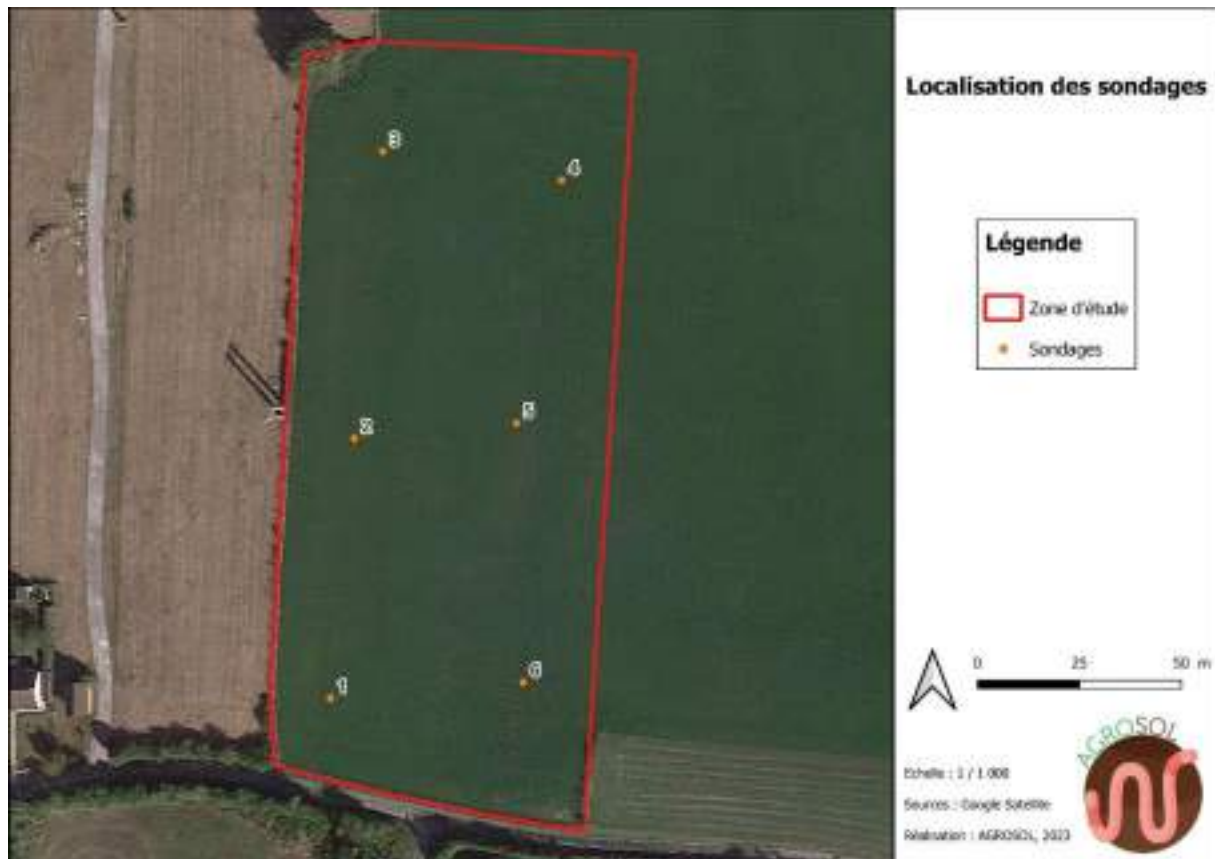 Localisation des sondages
3
4
Légende
Zone d'étude
Sondages
2
5
1
6
0 25 50 m
Echelle : 1 / 1 000
Sources : Google Satellite
Réalisation : AGROSOL, 2023
AGROSOL